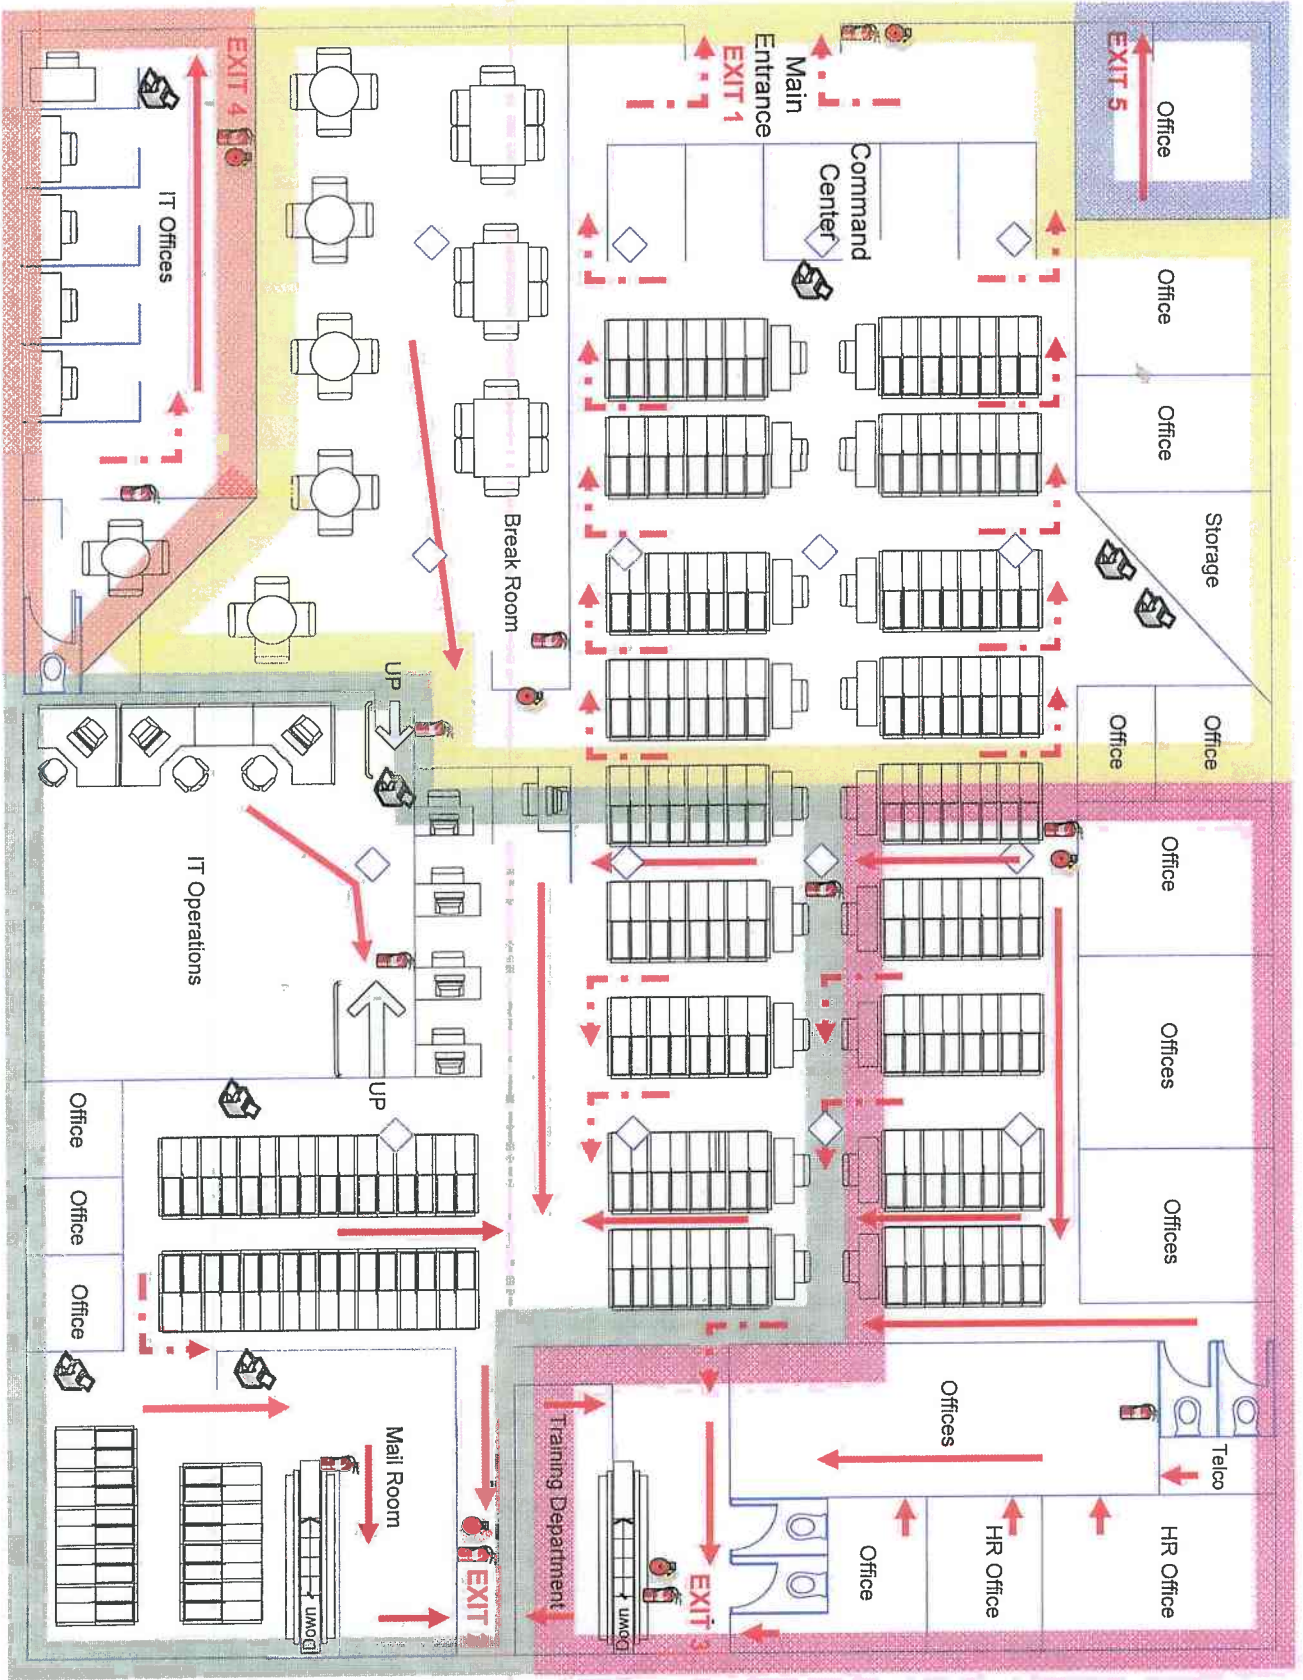 Office
Office
Office
Storage
Office
Office
Office
Offices
Offices
Telco
HR Office
EXIT 5
Offices
HR Office
Office
Command
Center
Main
Entrance
EXIT 1
EXIT 3
Down
Training Department
Break Room
EXIT
UP
UP
Mail Room
Down
EXIT 4
IT Offices
IT Operations
Office
Office
Office